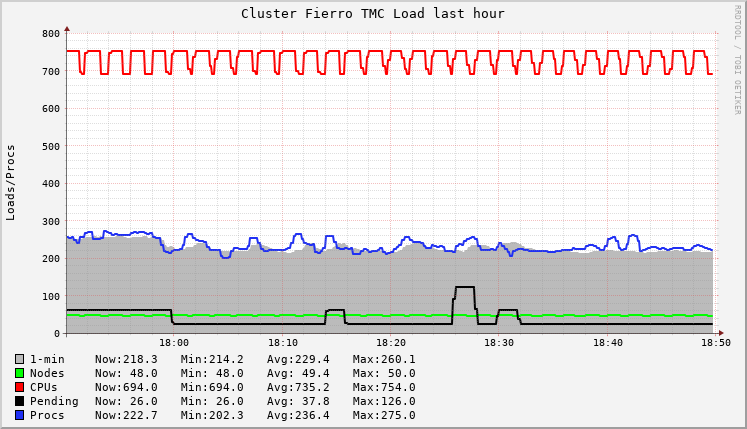 Cluster Fierro TMC Load last hour
RRDTOOL / TOBI OETIKER
Loads/Procs
800
700
600
500
400
300
200
100
0
18:00 18:10 18:20 18:30 18:40 18:50
1-min Now:218.3 Min:214.2 Avg:229.4 Max:260.1
Nodes Now: 48.0 Min: 48.0 Avg: 49.4 Max: 50.0
CPUs Now:694.0 Min:694.0 Avg:735.2 Max:754.0
Pending Now: 26.0 Min: 26.0 Avg: 37.8 Max:126.0
Procs Now:222.7 Min:202.3 Avg:236.4 Max:275.0